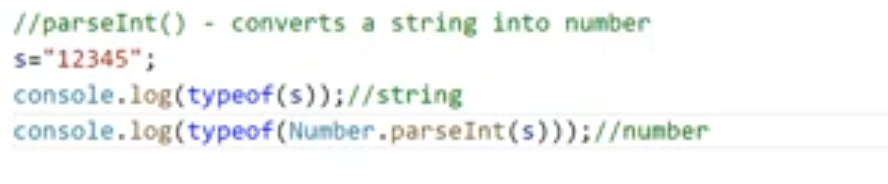 //parseInt() - converts a string into number
s="12345";
console.log(typeof(s));//string
console.log(typeof(Number.parseInt(s)));//number